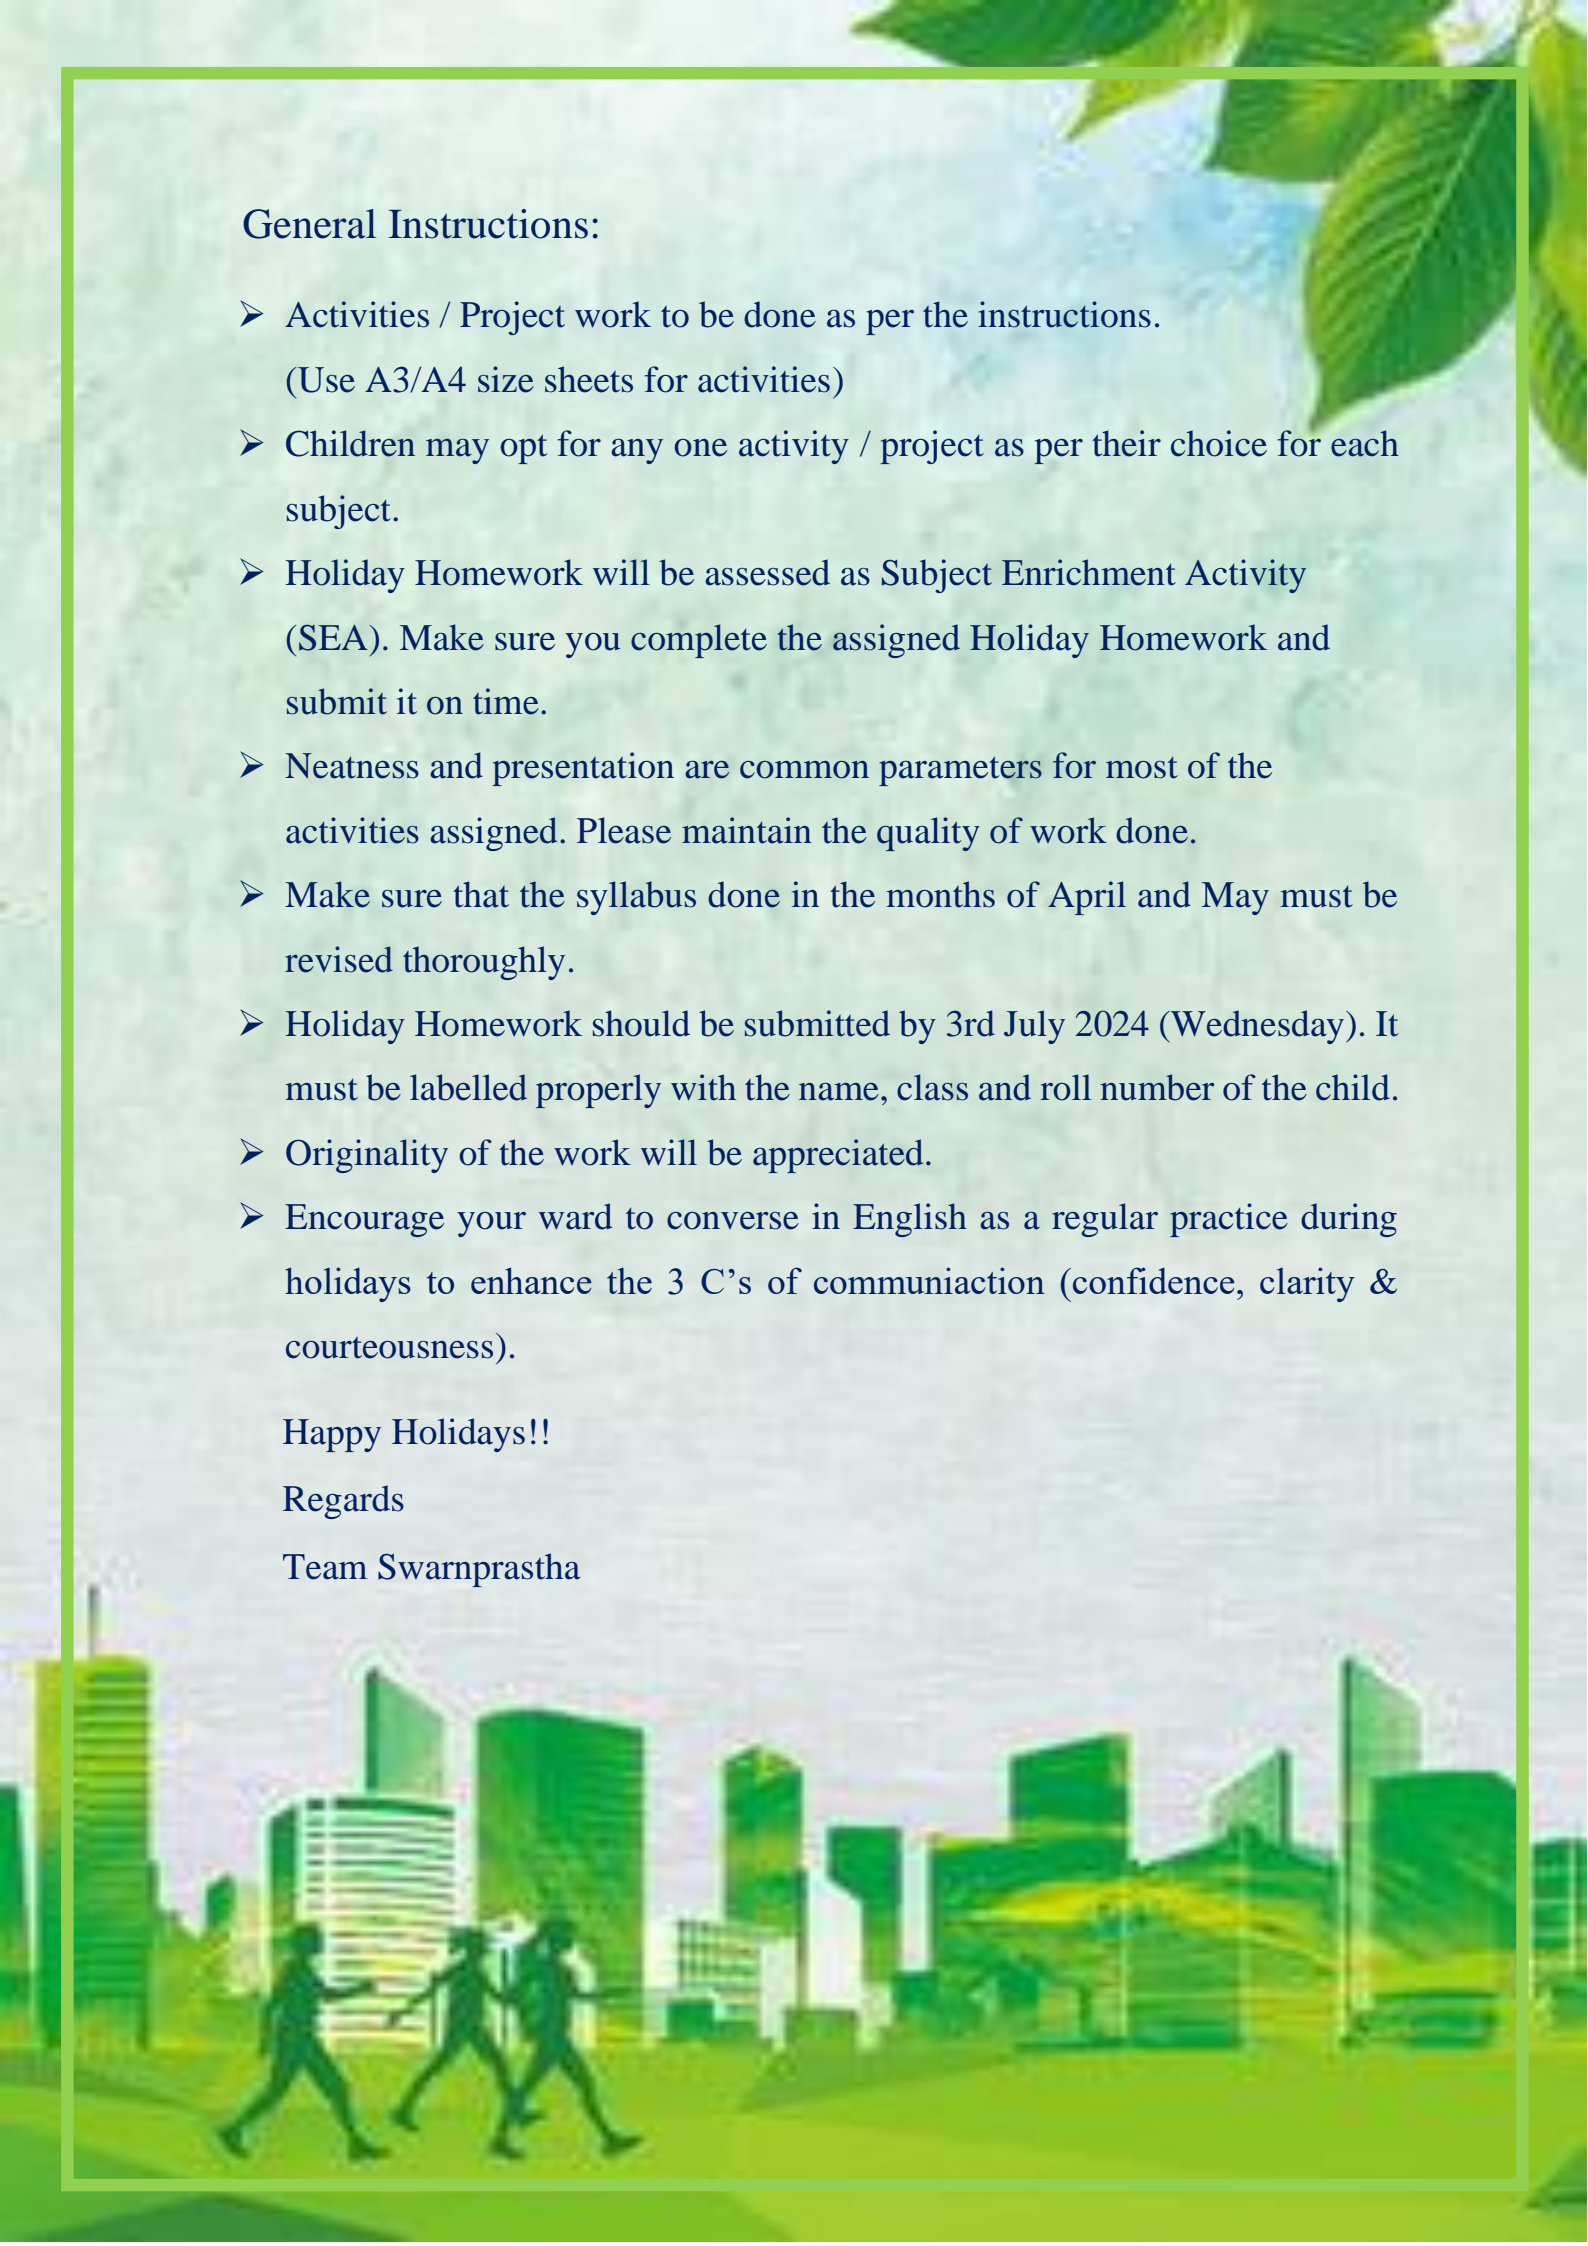 General Instructions:
➢ Activities / Project work to be done as per the instructions.
(Use A3/A4 size sheets for activities)
➢ Children may opt for any one activity / project as per their choice for each
subject.
➢ Holiday Homework will be assessed as Subject Enrichment Activity
(SEA). Make sure you complete the assigned Holiday Homework and
submit it on time.
➢ Neatness and presentation are common parameters for most of the
activities assigned. Please maintain the quality of work done.
➢ Make sure that the syllabus done in the months of April and May must be
revised thoroughly.
➢ Holiday Homework should be submitted by 3rd July 2024 (Wednesday). It
must be labelled properly with the name, class and roll number of the child.
➢ Originality of the work will be appreciated.
➢ Encourage your ward to converse in English as a regular practice during
holidays to enhance the 3 C’s of communiaction (confidence, clarity &
courteousness).
Happy Holidays!!
Regards
Team Swarnprastha